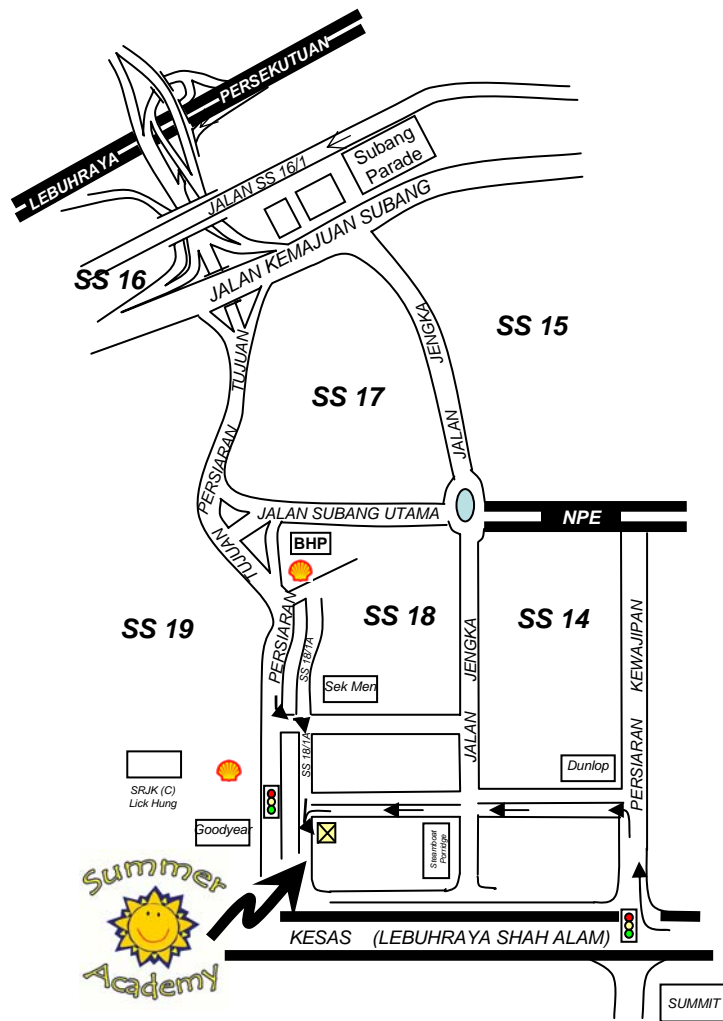 PERSEKUTUAN
LEBUHRAYA
JALAN SS 16/1
Subang
Parade
JALAN KEMAJUAN SUBANG
SS 16
SS 15
JENGKA
TUJUAN
SS 17
JALAN
PERSIARAN
JALAN SUBANG UTAMA
NPE
BHP
TUJUAN
SS 19
SS 18
SS 14
PERSIARAN
SS 18/1A
JENGKA
KEWAJIPAN
Sek Men
JALAN
PERSIARAN
SS 18/1A
Dunlop
SRJK (C)
Lick Hung
Goodyear
Steamboat
Porridge
Summer
Academy
KESAS (LEBUHRAYA SHAH ALAM)
SUMMIT